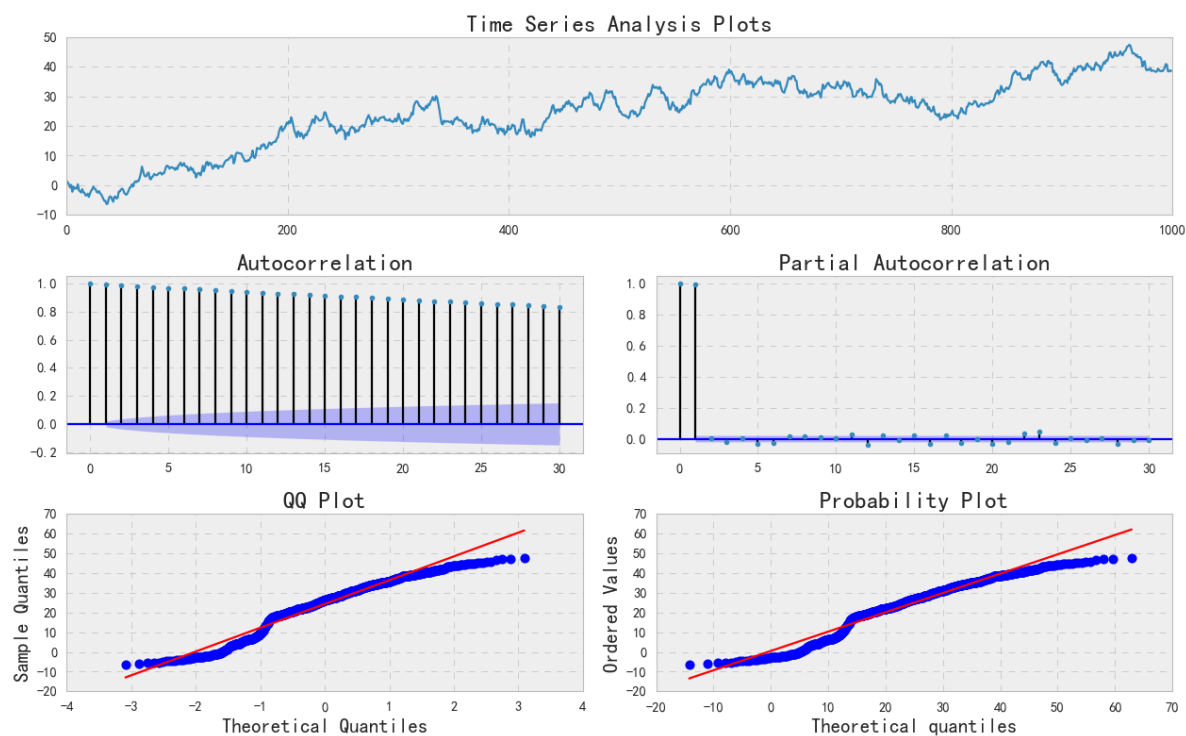 Time Series Analysis Plots
50
40
30
20
10
0
−10
0 200 400 600 800 1000
Autocorrelation
1.0
0.8
0.6
0.4
0.2
0.0
−0.2
0 5 10 15 20 25 30
Partial Autocorrelation
1.0
0.8
0.6
0.4
0.2
0.0
0 5 10 15 20 25 30
QQ Plot
Sample Quantiles
70
60
50
40
30
20
10
0
−10
−20
−4 −3 −2 −1 0 1 2 3 4
Theoretical Quantiles
Probability Plot
Ordered Values
70
60
50
40
30
20
10
0
−10
−20
−20 −10 0 10 20 30 40 50 60 70
Theoretical quantiles